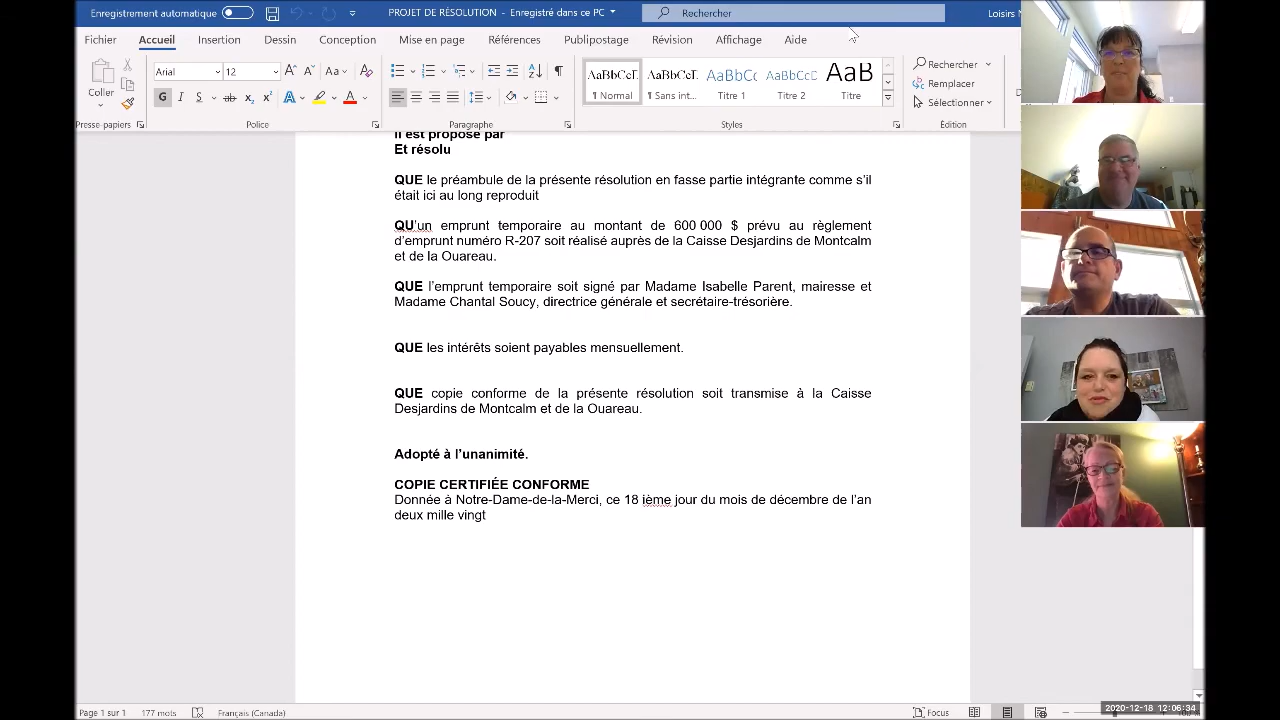 Enregistrement automatique
PROJET DE RÉSOLUTION - Enregistré dans ce PC
Rechercher
Loisirs
Fichier Accueil Insertion Dessin Conception Mise en page Références Publipostage Révision Affichage Aide
Coller
Arial 12
Aa
G I S ab x₂ x² A A
AaBbCcI AaBbCcI AaBbCc AaBbCcD AaB
¶ Normal ¶ Sans int... Titre 1 Titre 2 Titre
Rechercher
Remplacer
Sélectionner
Presse-papiers Police Paragraphe Styles Édition
Il est proposé par
Et résolu
QUE le préambule de la présente résolution en fasse partie intégrante comme s'il
était ici au long reproduit
QU'un emprunt temporaire au montant de 600 000 $ prévu au règlement
d'emprunt numéro R-207 soit réalisé auprès de la Caisse Desjardins de Montcalm
et de la Ouareau.
QUE l'emprunt temporaire soit signé par Madame Isabelle Parent, mairesse et
Madame Chantal Soucy, directrice générale et secrétaire-trésorière.
QUE les intérêts soient payables mensuellement.
QUE copie conforme de la présente résolution soit transmise à la Caisse
Desjardins de Montcalm et de la Ouareau.
Adopté à l'unanimité.
COPIE CERTIFIÉE CONFORME
Donnée à Notre-Dame-de-la-Merci, ce 18 ième jour du mois de décembre de l'an
deux mille vingt
Page 1 sur 1 177 mots Français (Canada) Focus
2020-12-18 12:06:34